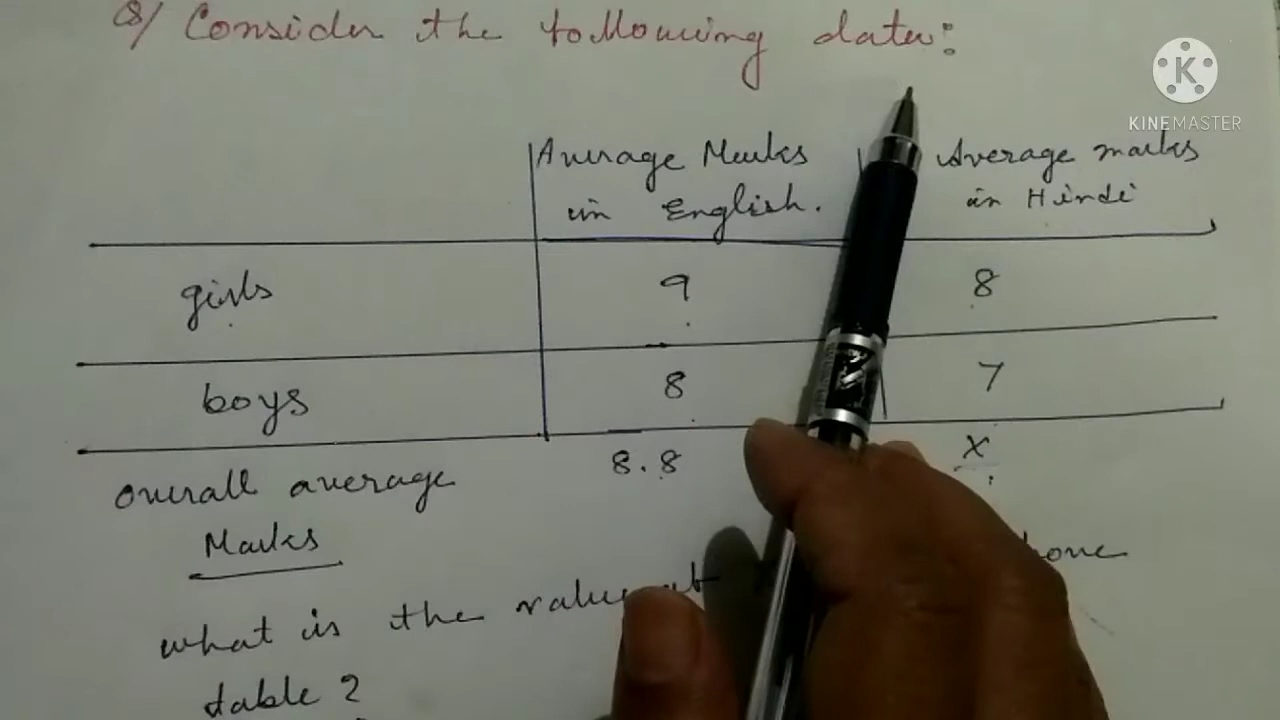 Q/ Consider the following data:
K
KINEMASTER
Average Marks in English. Average marks in Hindi
girls 9 8
boys 8 7
overall average Marks 8.8 x
what is the value of
table ?